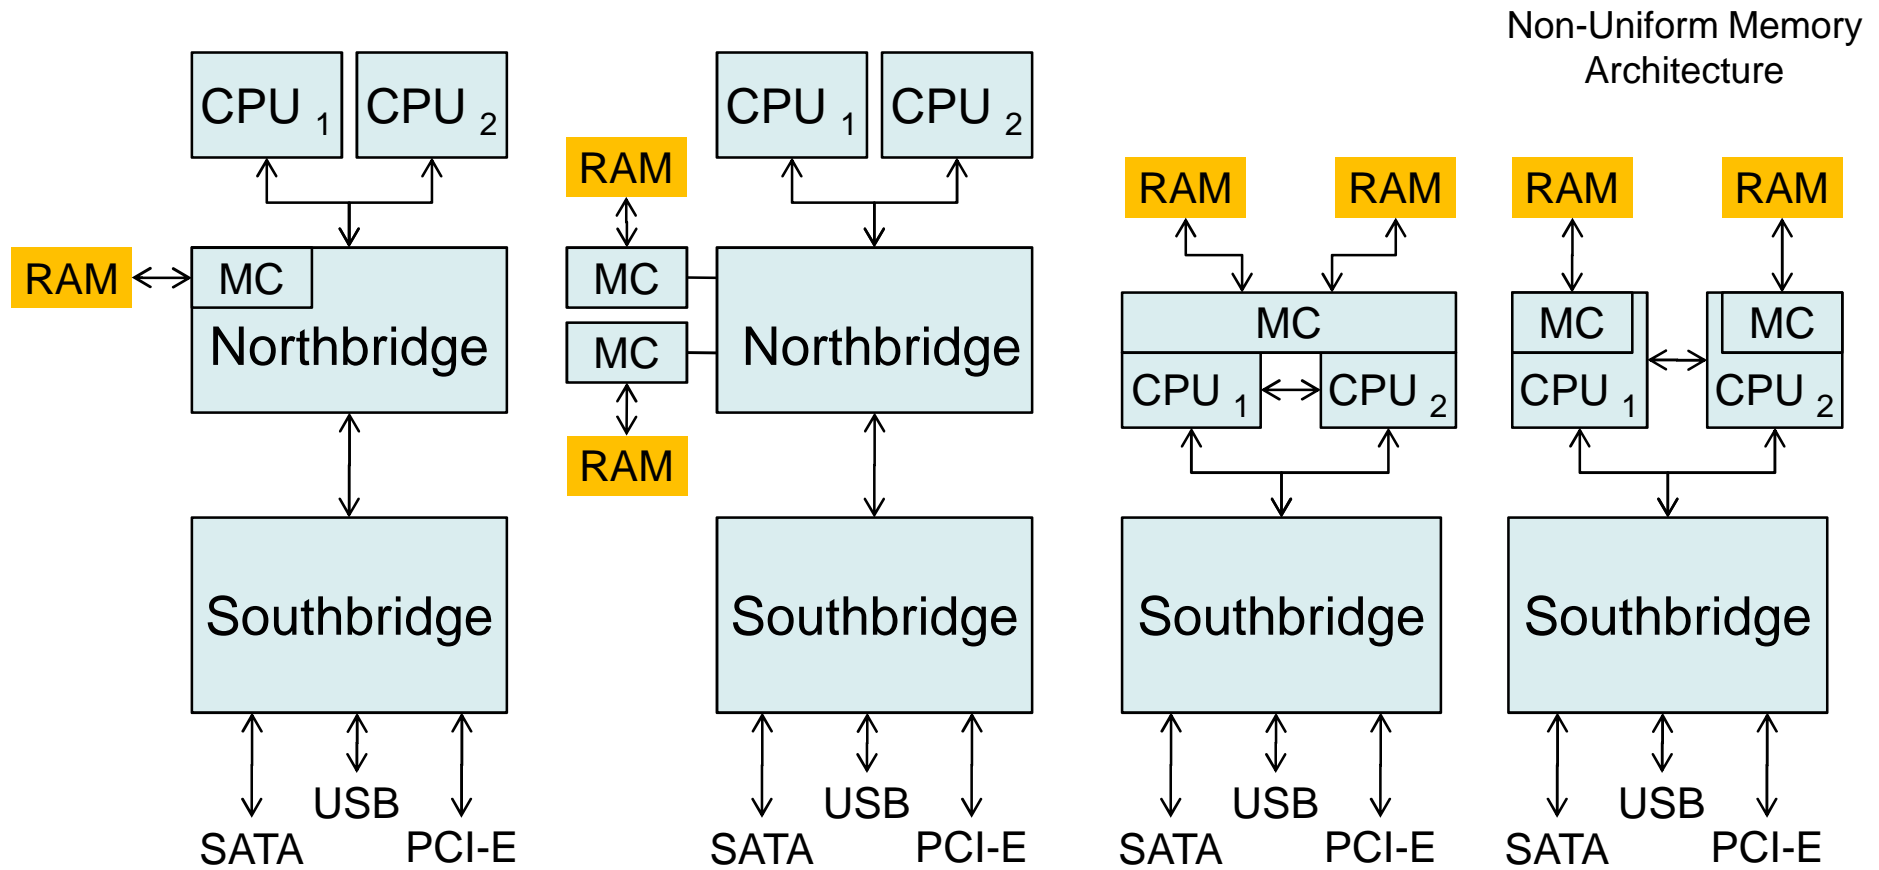 Non-Uniform Memory
Architecture
CPU 1
CPU 2
RAM
MC
Northbridge
Southbridge
USB
SATA
PCI-E
CPU 1
CPU 2
RAM
MC
MC
RAM
Northbridge
Southbridge
USB
SATA
PCI-E
RAM
RAM
MC
CPU 1
CPU 2
Southbridge
USB
SATA
PCI-E
RAM
RAM
MC
MC
CPU 1
CPU 2
Southbridge
USB
SATA
PCI-E